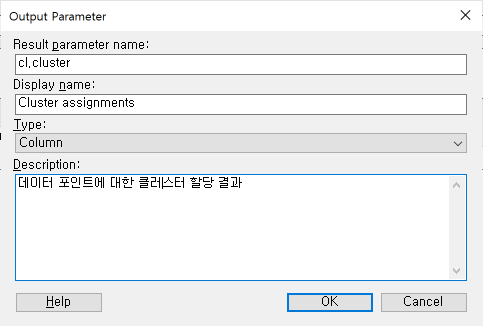 Output Parameter
Result parameter name:
cl.cluster
Display name:
Cluster assignments
Type:
Column
Description:
데이터 포인트에 대한 클러스터 할당 결과
Help
OK
Cancel